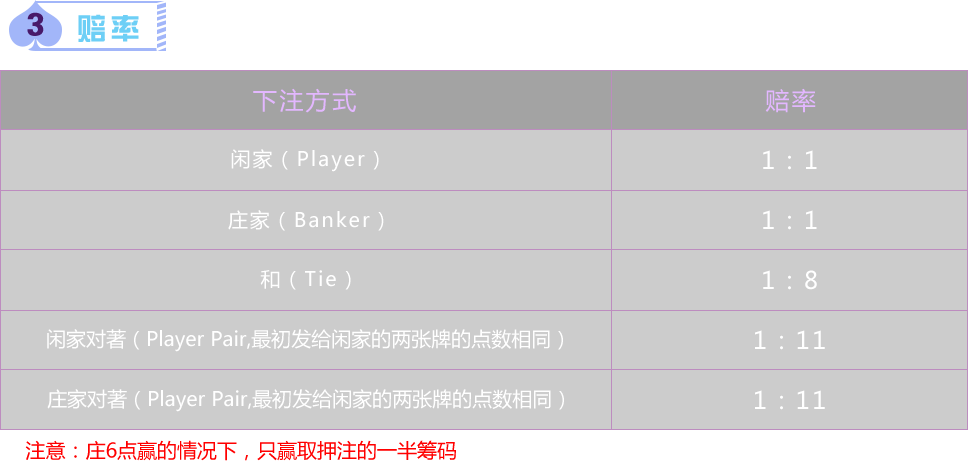 3 赔率
下注方式 赔率
闲家（Player） 1：1
庄家（Banker） 1：1
和（Tie） 1：8
闲家对著（Player Pair,最初发给闲家的两张牌的点数相同） 1：11
庄家对著（Player Pair,最初发给闲家的两张牌的点数相同） 1：11
注意：庄6点赢的情况下，只赢取押注的一半筹码